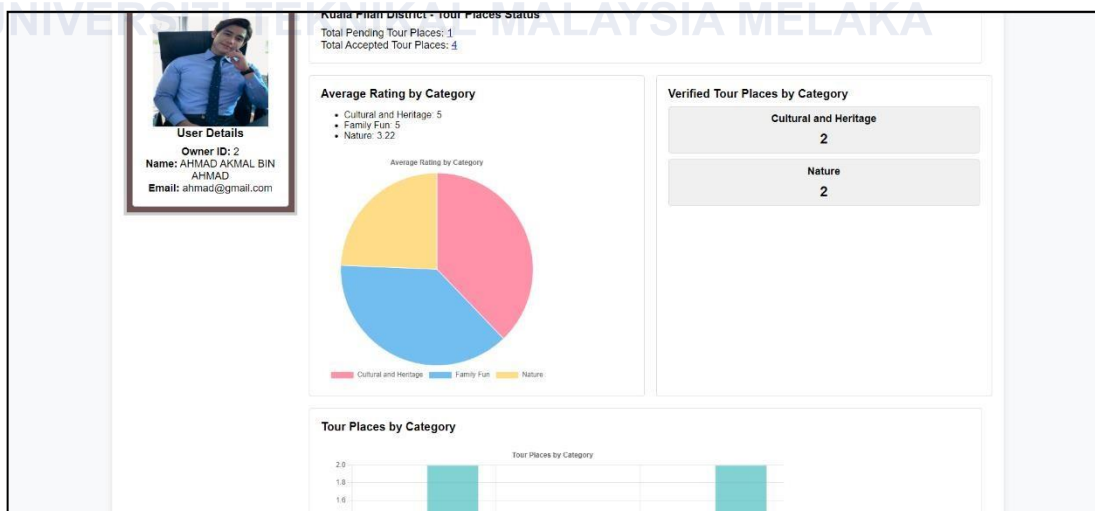 UNIVERSITI TEKNIKAL MALAYSIA MELAKA
Kuala Pilah District - Tour Places Status
Total Pending Tour Places: 1
Total Accepted Tour Places: 4
User Details
Owner ID: 2
Name: AHMAD AKMAL BIN
AHMAD
Email: ahmad@gmail.com
Average Rating by Category
Cultural and Heritage: 5
Family Fun: 5
Nature: 3.22
Average Rating by Category
Cultural and Heritage Family Fun Nature
Verified Tour Places by Category
Cultural and Heritage
2
Nature
2
Tour Places by Category
Tour Places by Category
2.0
1.8
1.6